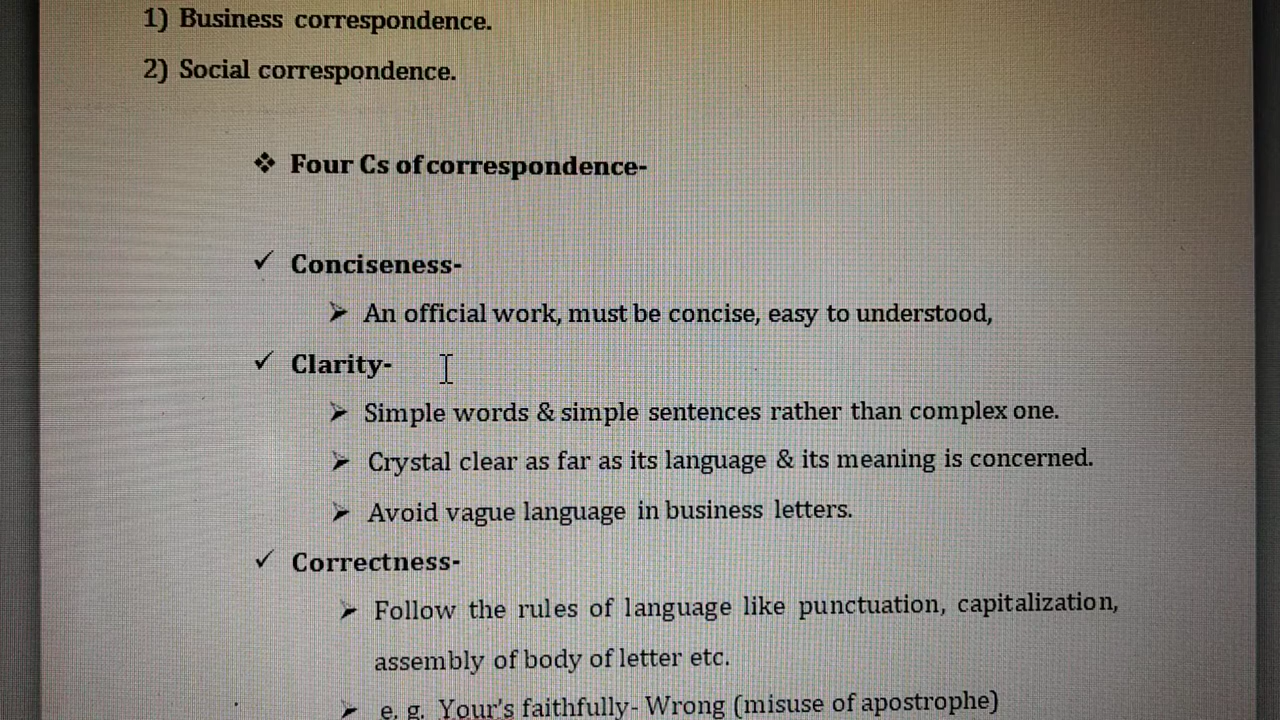 1) Business correspondence.
2) Social correspondence.
❖ Four Cs of correspondence-
✓ Conciseness-
➢ An official work, must be concise, easy to understood,
✓ Clarity-
➢ Simple words & simple sentences rather than complex one.
➢ Crystal clear as far as its language & its meaning is concerned.
➢ Avoid vague language in business letters.
✓ Correctness-
➢ Follow the rules of language like punctuation, capitalization,
assembly of body of letter etc.
➢ e. g. Your's faithfully- Wrong (misuse of apostrophe)